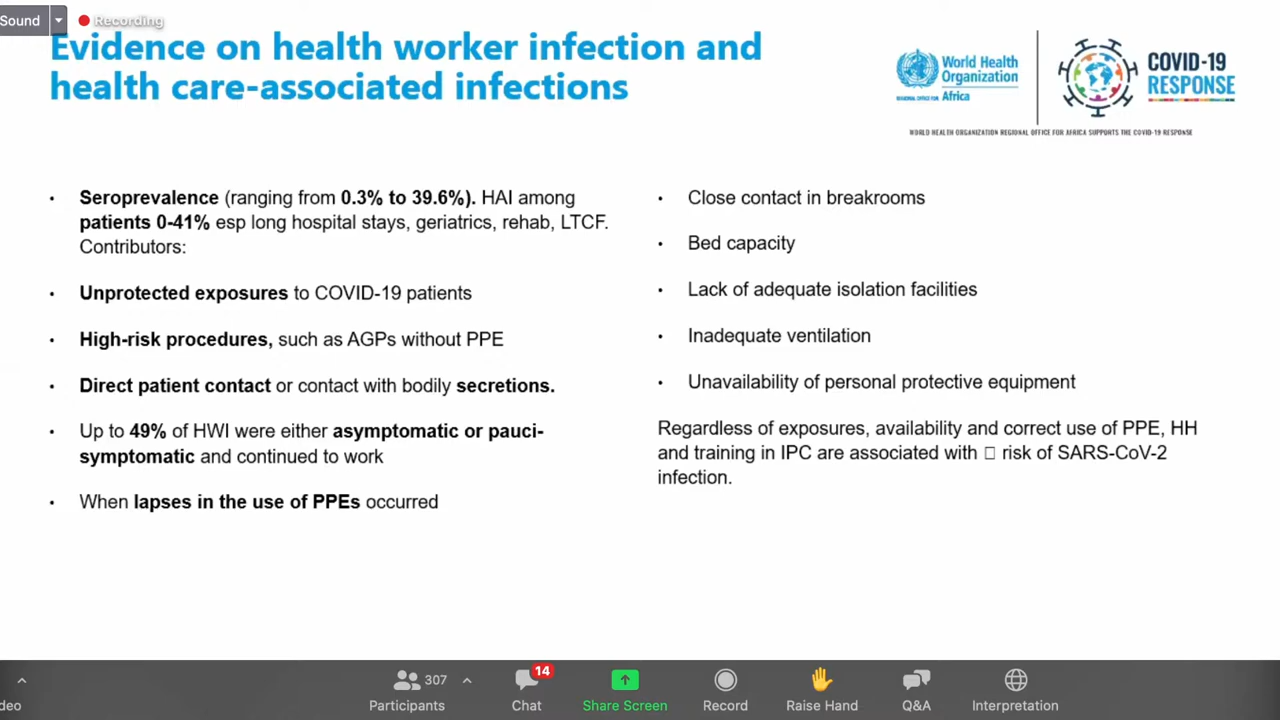 Sound
Recording
Evidence on health worker infection and
health care-associated infections
World Health
Organization
REGIONAL OFFICE FOR Africa
COVID-19
RESPONSE
WORLD HEALTH ORGANIZATION REGIONAL OFFICE FOR AFRICA SUPPORTS THE COVID-19 RESPONSE
• Seroprevalence (ranging from 0.3% to 39.6%). HAI among
patients 0-41% esp long hospital stays, geriatrics, rehab, LTCF.
Contributors:
• Unprotected exposures to COVID-19 patients
• High-risk procedures, such as AGPs without PPE
• Direct patient contact or contact with bodily secretions.
• Up to 49% of HWI were either asymptomatic or pauci-
symptomatic and continued to work
• When lapses in the use of PPEs occurred
• Close contact in breakrooms
• Bed capacity
• Lack of adequate isolation facilities
• Inadequate ventilation
• Unavailability of personal protective equipment
Regardless of exposures, availability and correct use of PPE, HH
and training in IPC are associated with □ risk of SARS-CoV-2
infection.
deo
307
Participants
14
Chat
Share Screen
Record
Raise Hand
Q&A
Interpretation